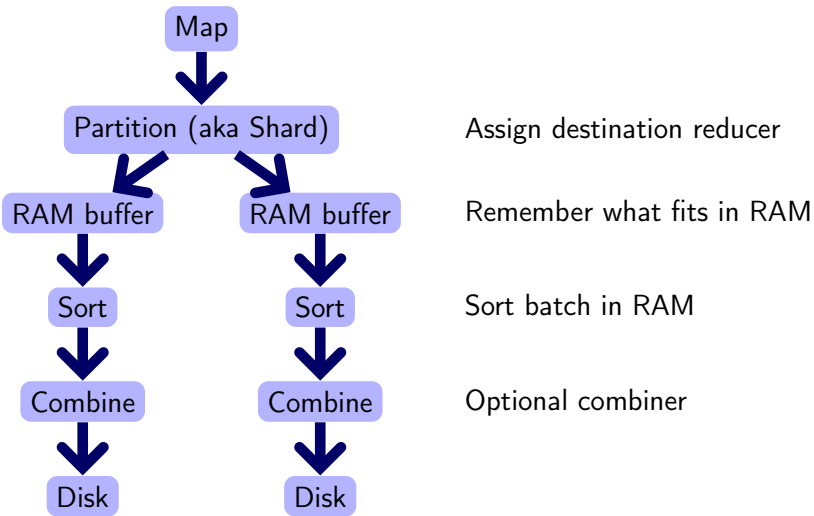 Map
Partition (aka Shard) Assign destination reducer
RAM buffer RAM buffer Remember what fits in RAM
Sort Sort Sort batch in RAM
Combine Combine Optional combiner
Disk Disk